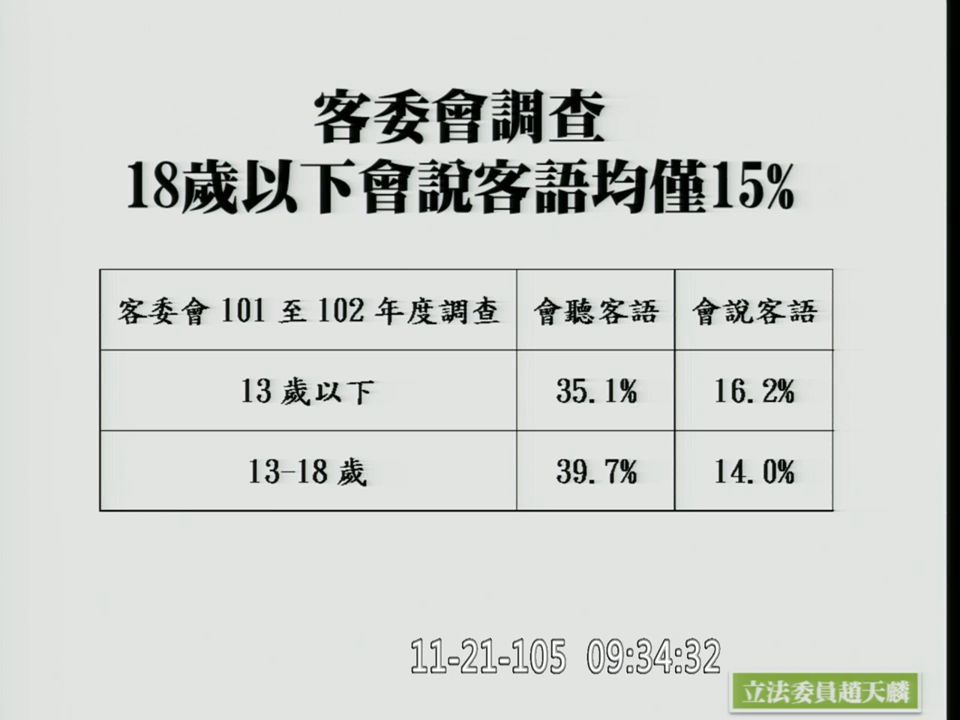 客委會調查
18歲以下會說客語均僅15%
客委會 101 至 102 年度調查 會聽客語 會說客語
13 歲以下 35.1% 16.2%
13-18 歲 39.7% 14.0%
11-21-105 09:34:32
立法委員趙天麟